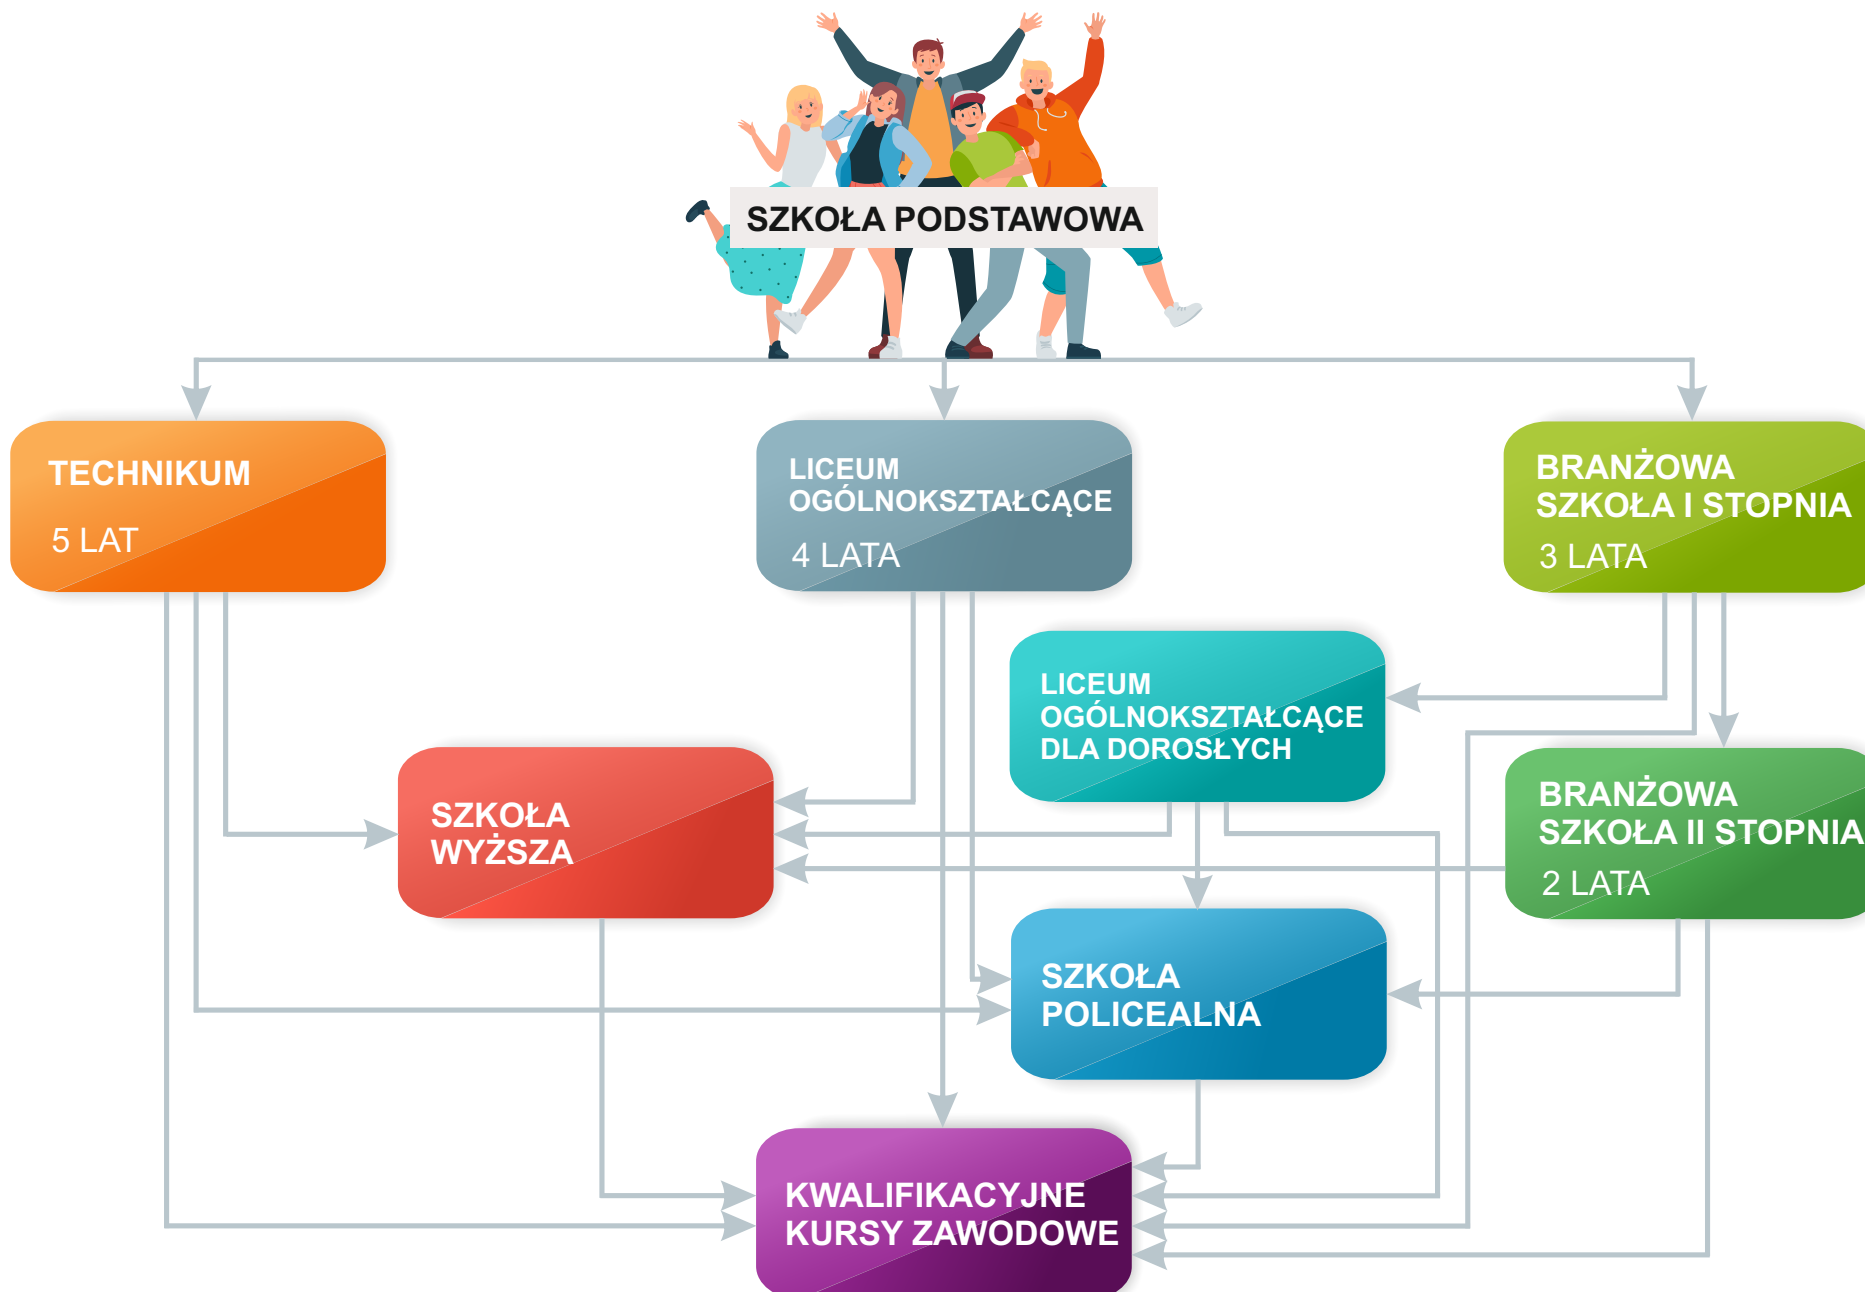 SZKOŁA PODSTAWOWA
TECHNIKUM
5 LAT
LICEUM
OGÓLNOKSZTAŁCĄCE
4 LATA
BRANŻOWA
SZKOŁA I STOPNIA
3 LATA
LICEUM
OGÓLNOKSZTAŁCĄCE
DLA DOROSŁYCH
SZKOŁA
WYŻSZA
BRANŻOWA
SZKOŁA II STOPNIA
2 LATA
SZKOŁA
POLICEALNA
KWALIFIKACYJNE
KURSY ZAWODOWE